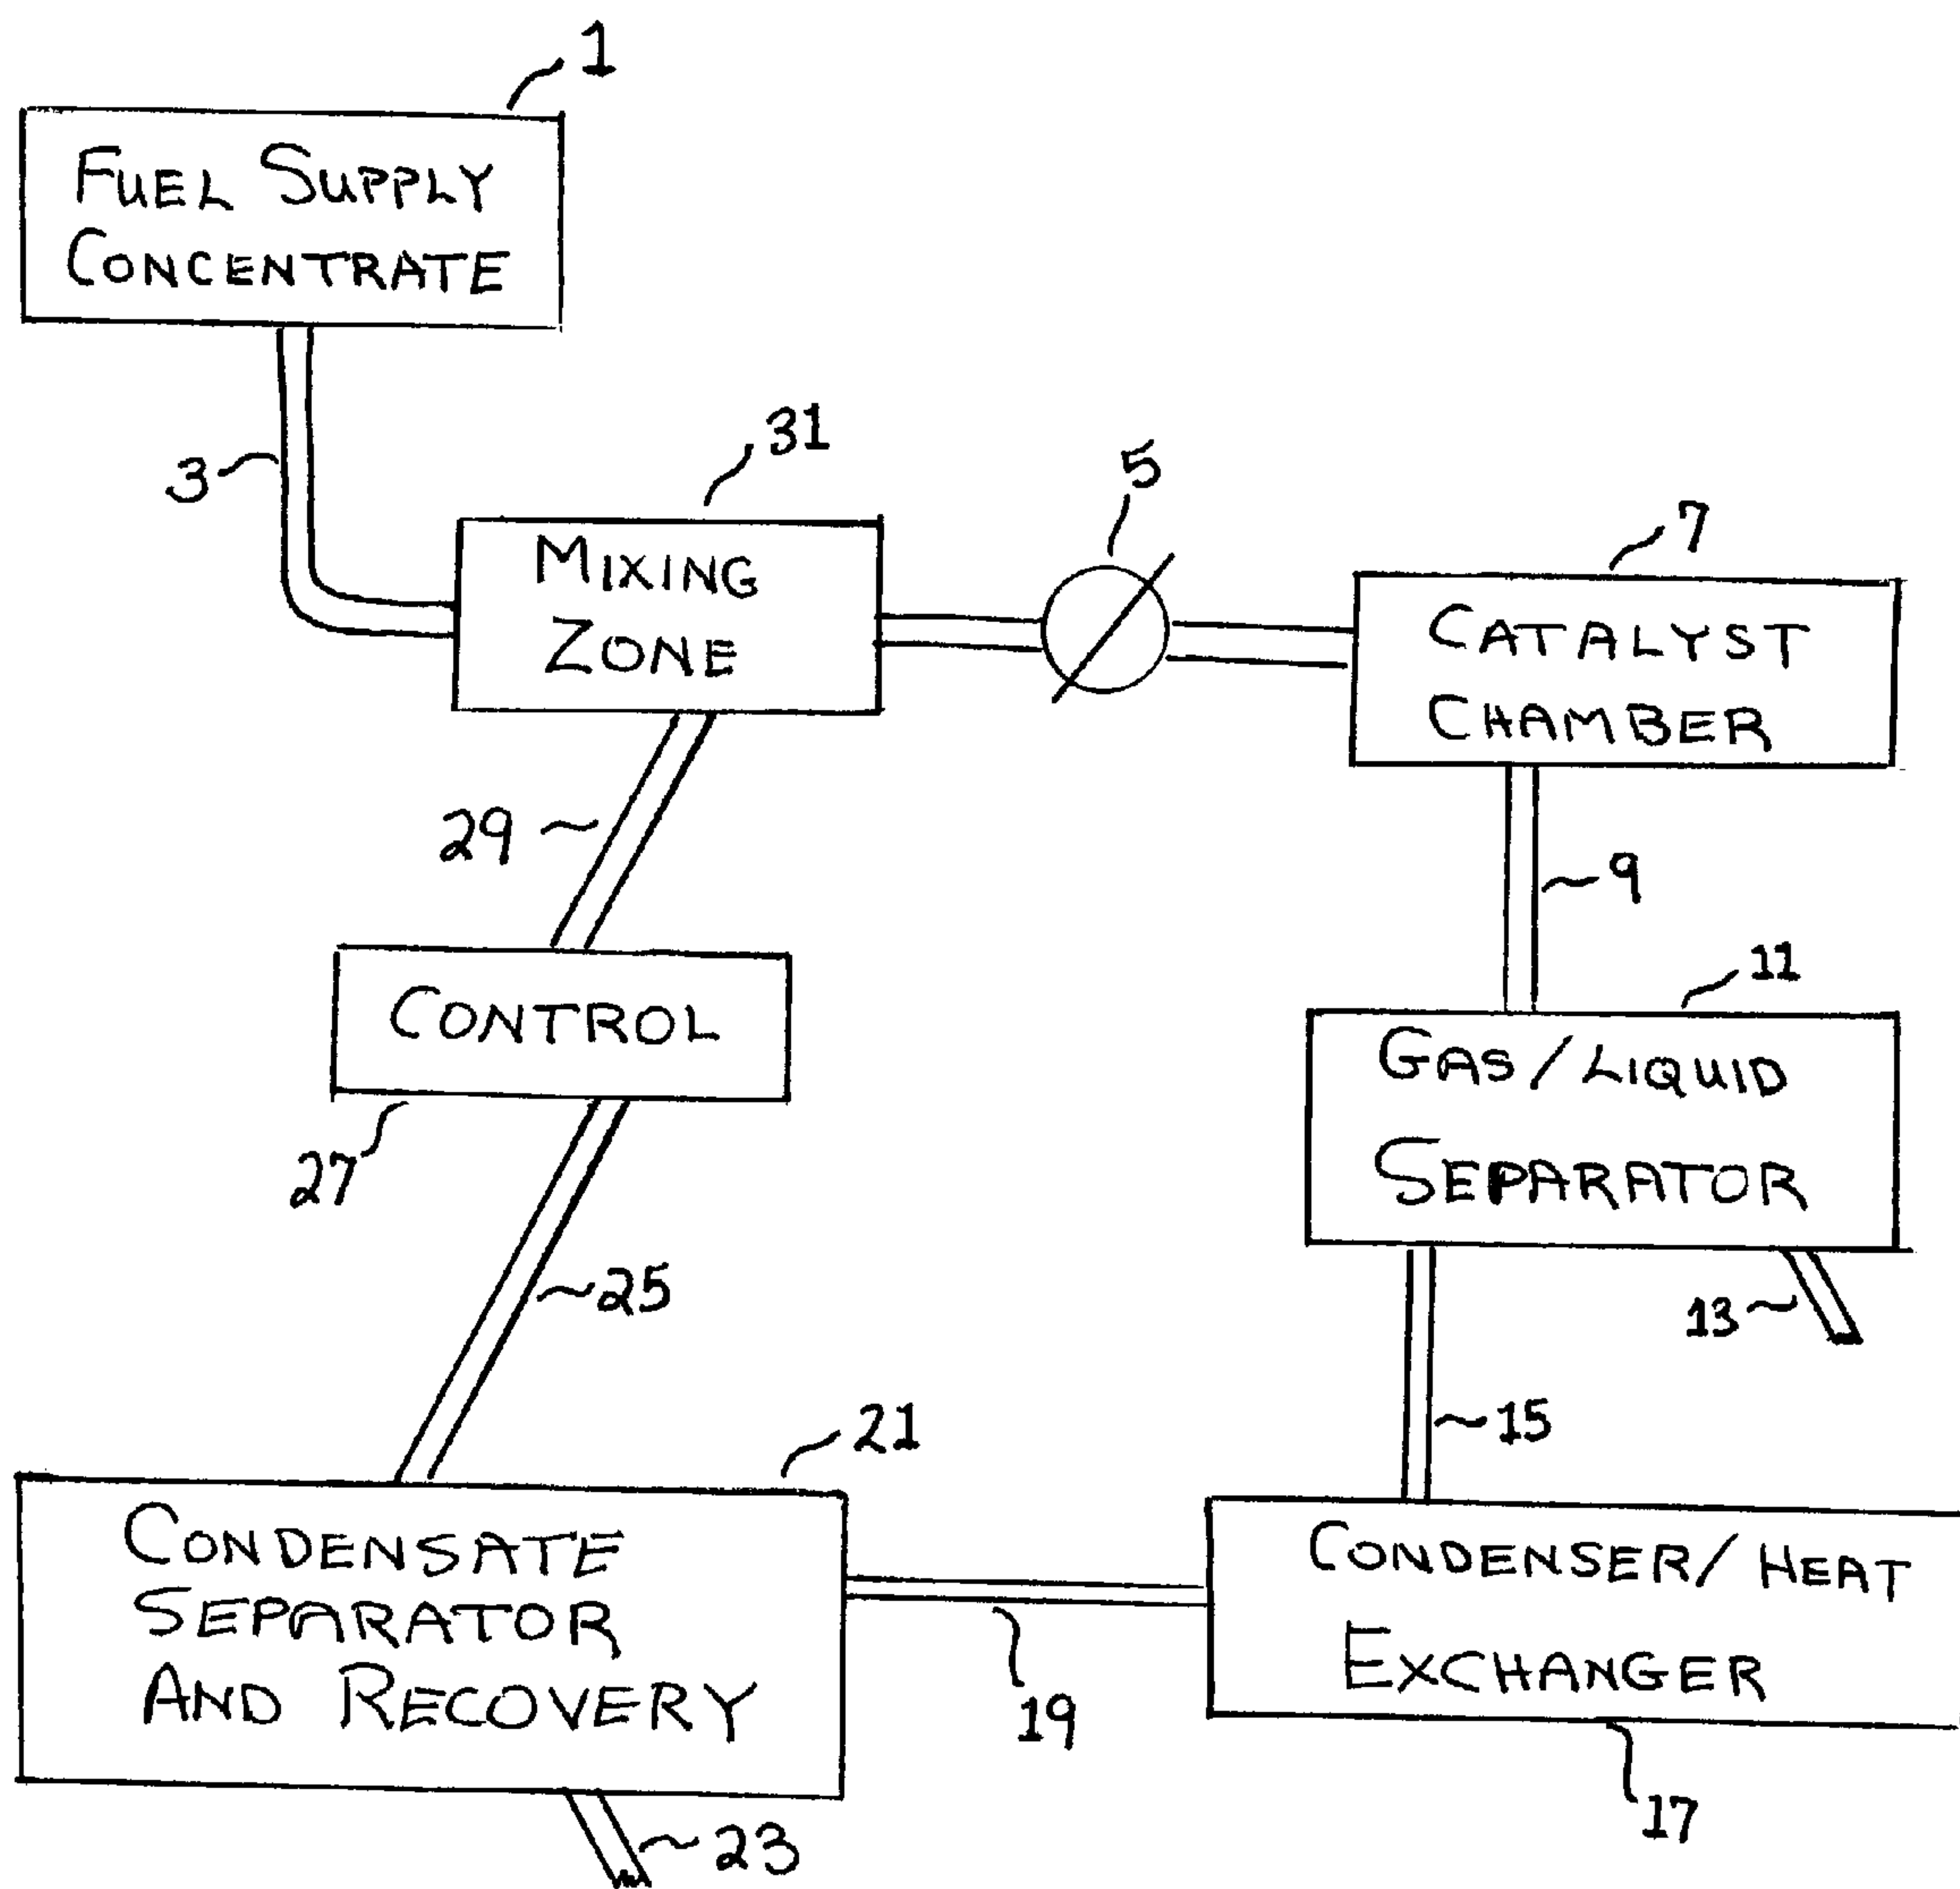 1
FUEL SUPPLY
CONCENTRATE
3
31
MIXING
ZONE
5
7
CATALYST
CHAMBER
29
9
CONTROL
27
11
GAS/LIQUID
SEPARATOR
13
25
15
21
CONDENSATE
SEPARATOR
AND RECOVERY
19
CONDENSER/HEAT
EXCHANGER
17
23